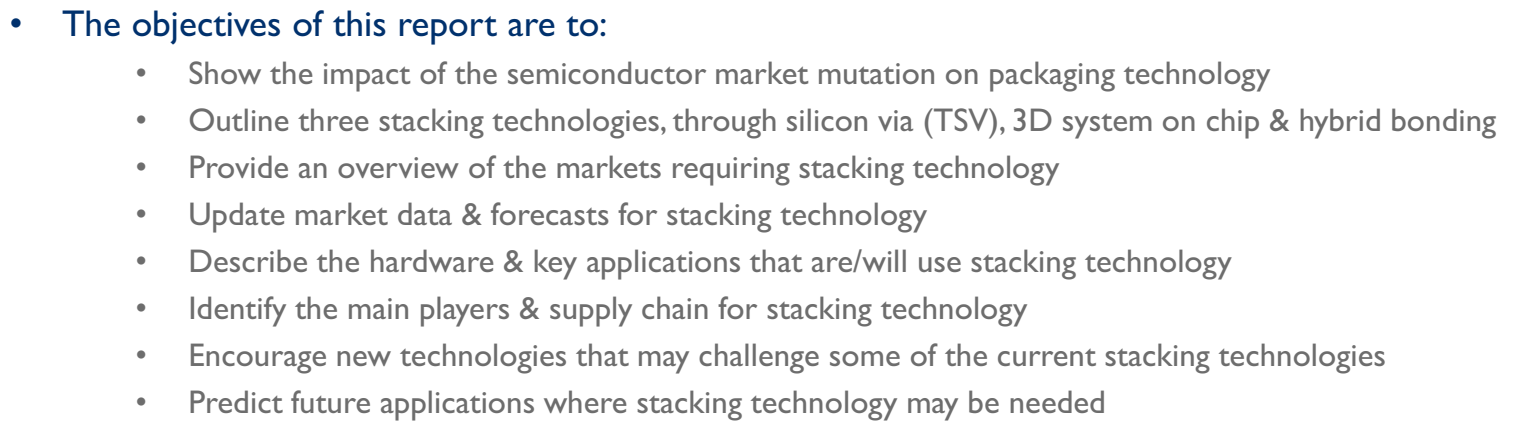 • The objectives of this report are to:
• Show the impact of the semiconductor market mutation on packaging technology
• Outline three stacking technologies, through silicon via (TSV), 3D system on chip & hybrid bonding
• Provide an overview of the markets requiring stacking technology
• Update market data & forecasts for stacking technology
• Describe the hardware & key applications that are/will use stacking technology
• Identify the main players & supply chain for stacking technology
• Encourage new technologies that may challenge some of the current stacking technologies
• Predict future applications where stacking technology may be needed